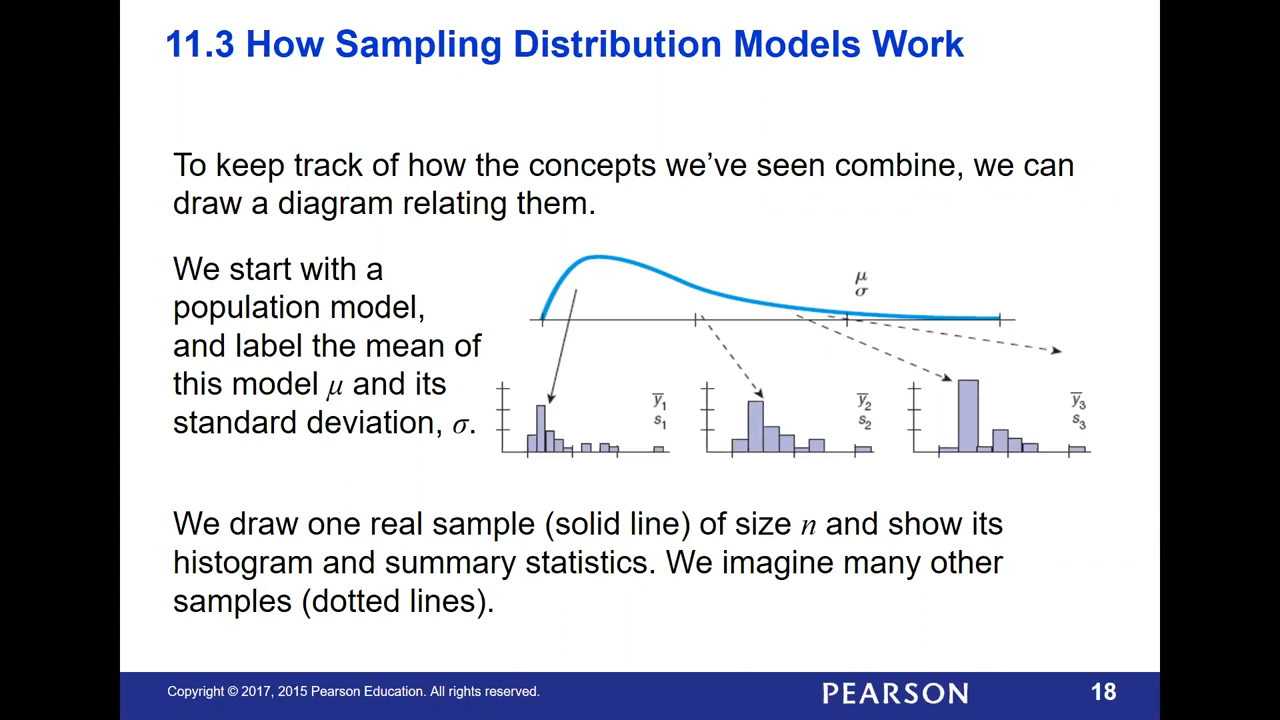 11.3 How Sampling Distribution Models Work
To keep track of how the concepts we’ve seen combine, we can
draw a diagram relating them.
We start with a
population model,
and label the mean of
this model μ and its
standard deviation, σ.
μ
σ
y̅₁
s₁
y̅₂
s₂
y̅₃
s₃
We draw one real sample (solid line) of size n and show its
histogram and summary statistics. We imagine many other
samples (dotted lines).
Copyright © 2017, 2015 Pearson Education. All rights reserved.
PEARSON
18